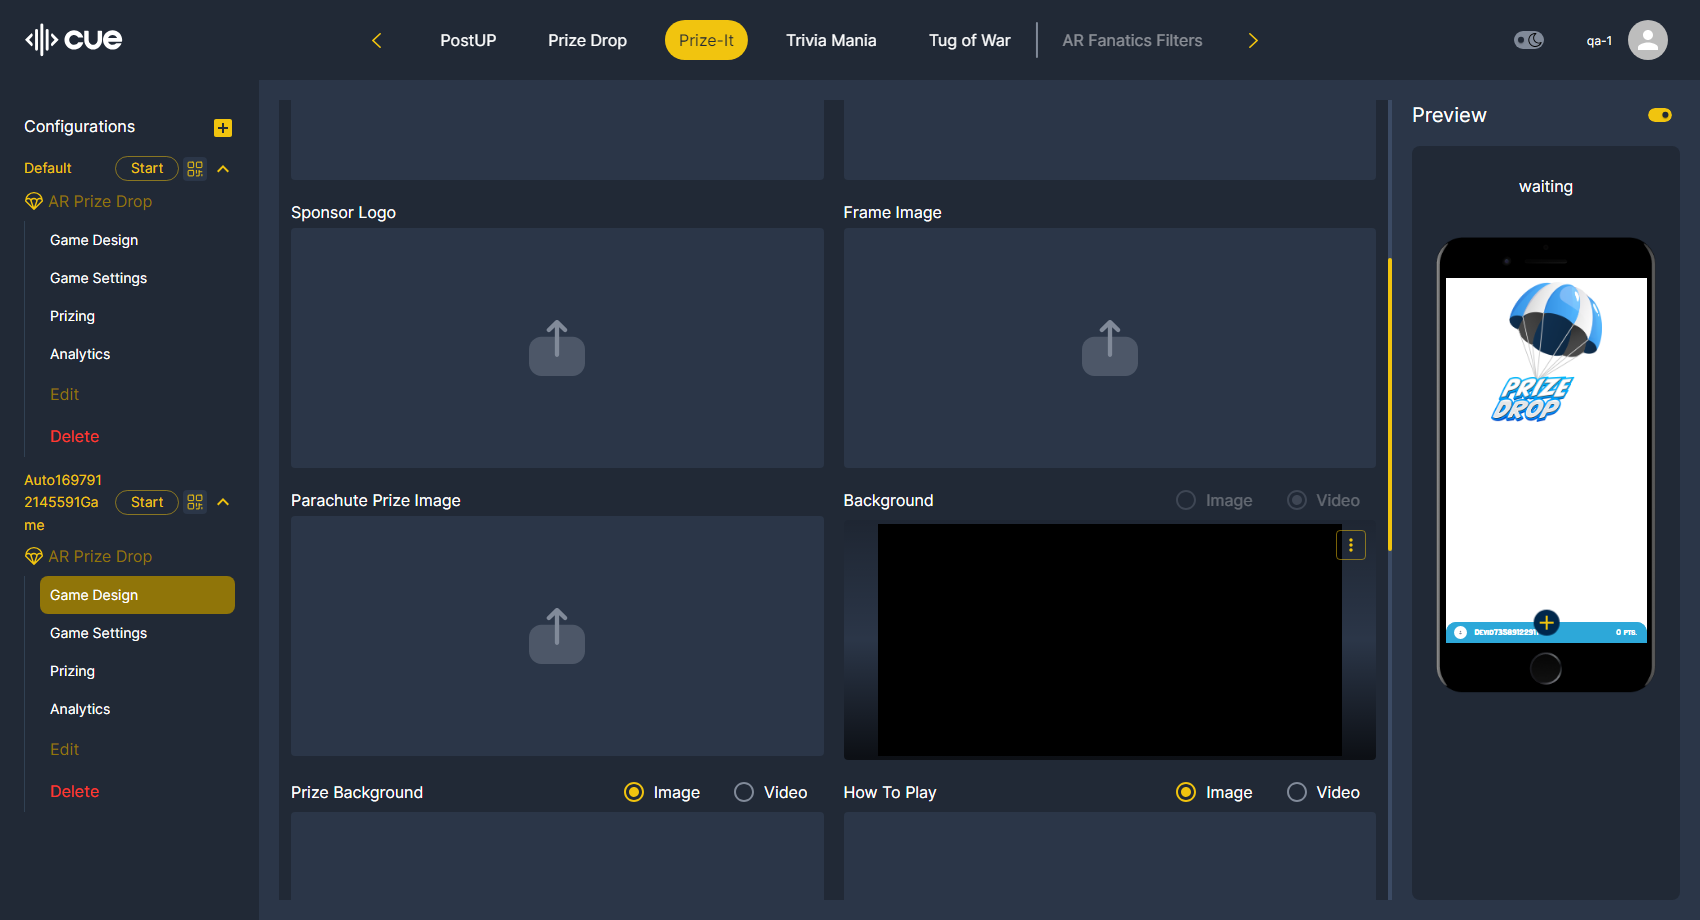 cue
PostUP
Prize Drop
Prize-It
Trivia Mania
Tug of War
AR Fanatics Filters
qa-1
Configurations
Default
Start
AR Prize Drop
Game Design
Game Settings
Prizing
Analytics
Edit
Delete
Auto169791
2145591Ga
me
Start
AR Prize Drop
Game Design
Game Settings
Prizing
Analytics
Edit
Delete
Sponsor Logo
Frame Image
Parachute Prize Image
Background
Image
Video
Prize Background
Image
Video
How To Play
Image
Video
Preview
waiting
PRIZE
DROP
0 PTS.